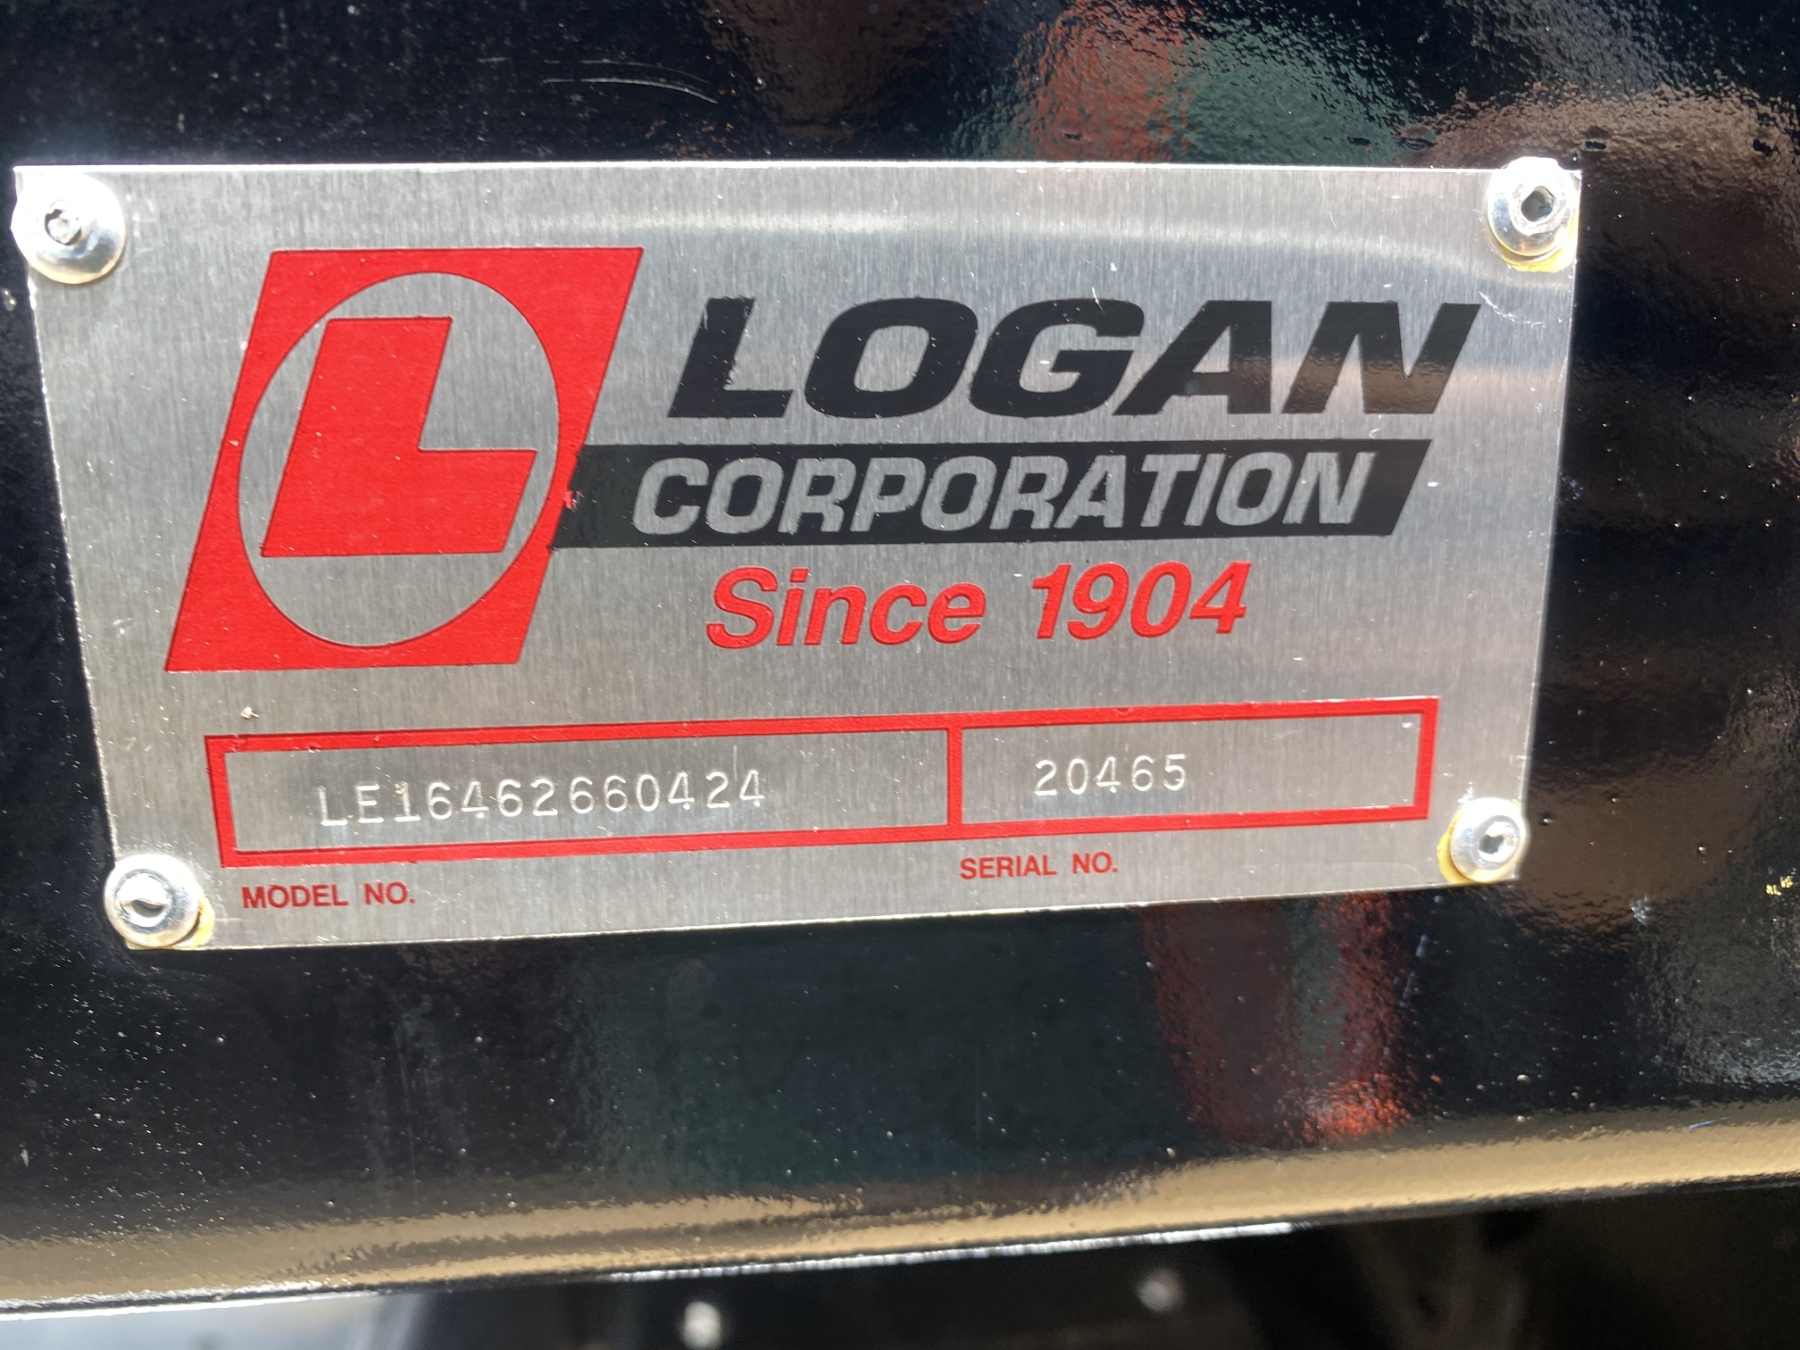 L
LOGAN
CORPORATION
Since 1904
LE16462660424 20465
MODEL NO. SERIAL NO.